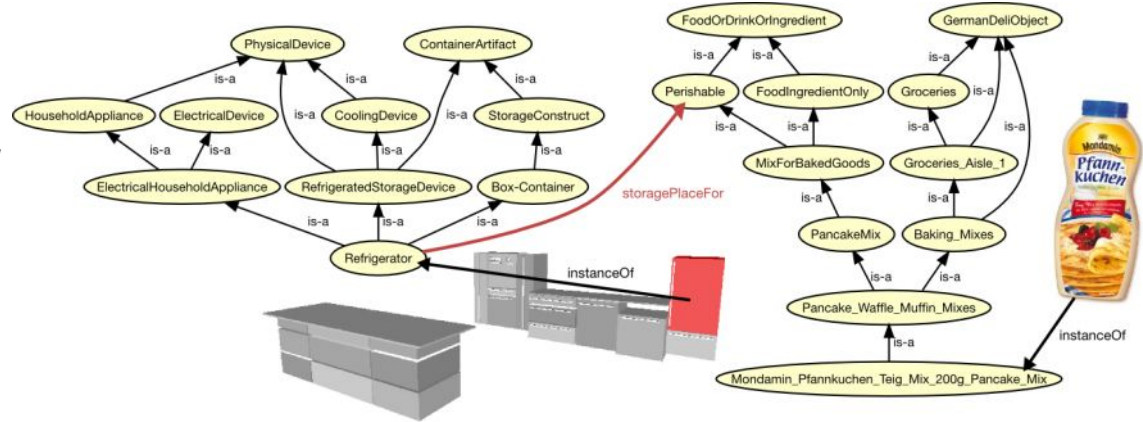 FoodOrDrinkOrIngredient
GermanDeliObject
PhysicalDevice
ContainerArtifact
is-a
is-a
is-a
is-a
is-a
is-a
is-a
is-a
is-a
is-a
HouseholdAppliance
ElectricalDevice
CoolingDevice
StorageConstruct
Perishable
FoodIngredientOnly
Groceries
is-a
is-a
is-a
is-a
is-a
is-a
is-a
ElectricalHouseholdAppliance
RefrigeratedStorageDevice
Box-Container
MixForBakedGoods
Groceries_Aisle_1
storagePlaceFor
is-a
is-a
is-a
is-a
is-a
Refrigerator
PancakeMix
Baking_Mixes
instanceOf
is-a
is-a
Pancake_Waffle_Muffin_Mixes
instanceOf
is-a
Mondamin_Pfannkuchen_Teig_Mix_200g_Pancake_Mix
Mondamin
Pfann-
kuchen